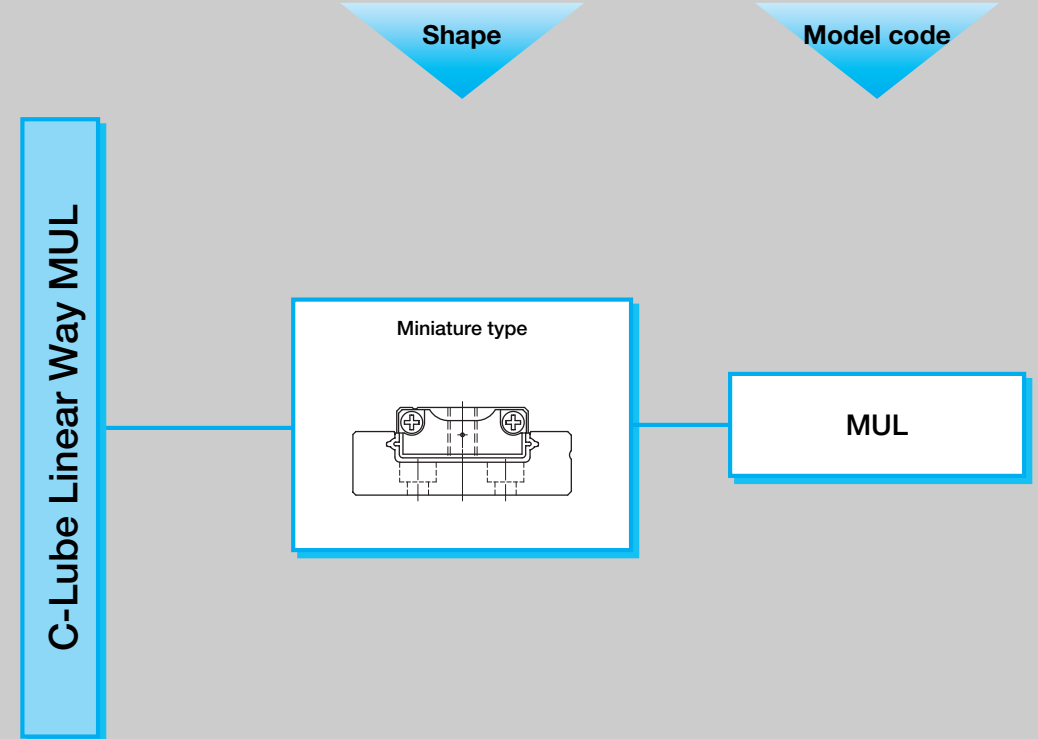 Shape
Model code
C-Lube Linear Way MUL
Miniature type
MUL